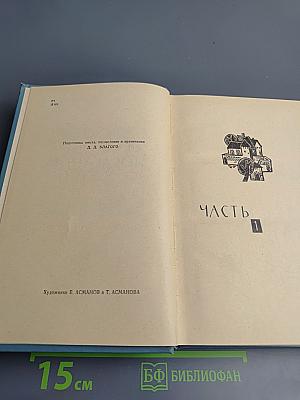 Подготовка текста, послесловие и примечания
Д. Д. БЛАГОГО
Художники В. АСМАНОВ и Т. АСМАНОВА
ЧАСТЬ
1
15 см
БФ БИБЛИОФАН